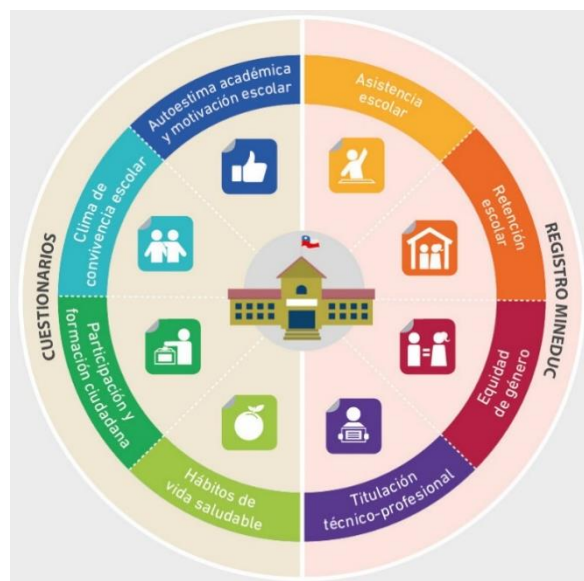 CUESTIONARIOS
Autoestima académica
y motivación escolar
Clima de
convivencia escolar
Participación y
formación ciudadana
Hábitos de
vida saludable
REGISTRO MINEDUC
Asistencia
escolar
Retención
escolar
Equidad
de género
Titulación
técnico-profesional